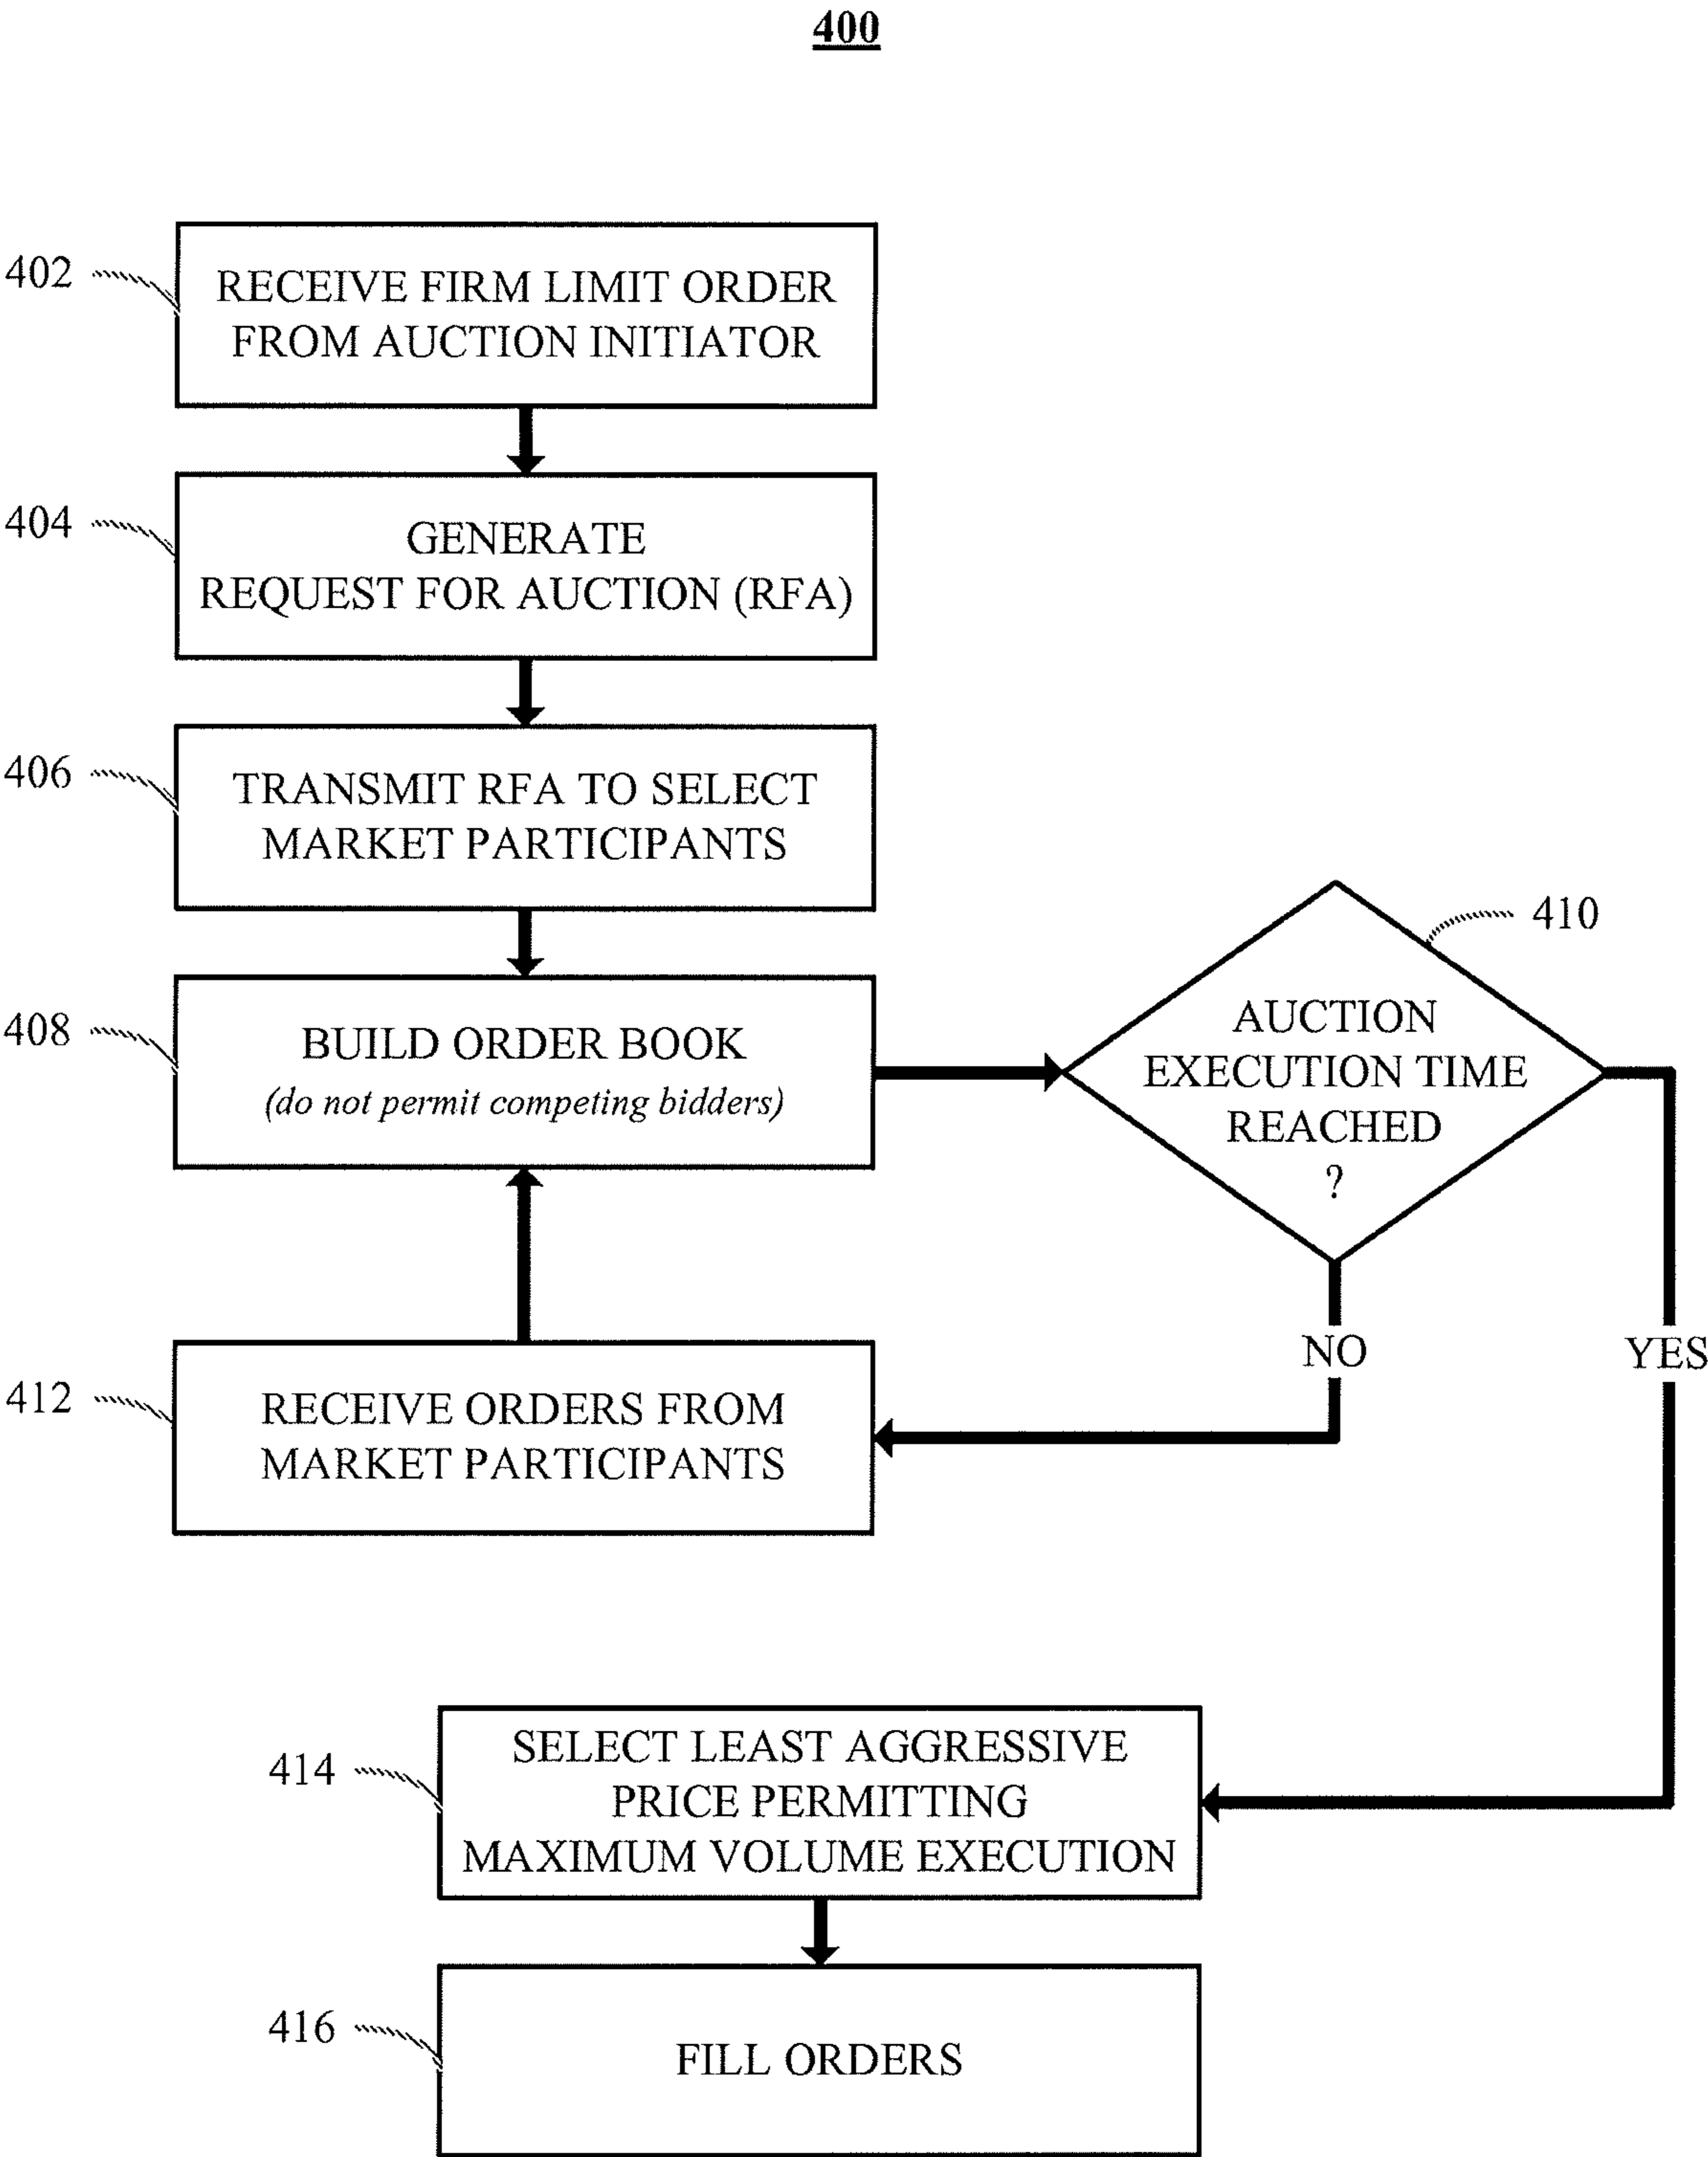 400
402
RECEIVE FIRM LIMIT ORDER
FROM AUCTION INITIATOR
404
GENERATE
REQUEST FOR AUCTION (RFA)
406
TRANSMIT RFA TO SELECT
MARKET PARTICIPANTS
408
BUILD ORDER BOOK
(do not permit competing bidders)
410
AUCTION
EXECUTION TIME
REACHED
?
NO
YES
412
RECEIVE ORDERS FROM
MARKET PARTICIPANTS
414
SELECT LEAST AGGRESSIVE
PRICE PERMITTING
MAXIMUM VOLUME EXECUTION
416
FILL ORDERS